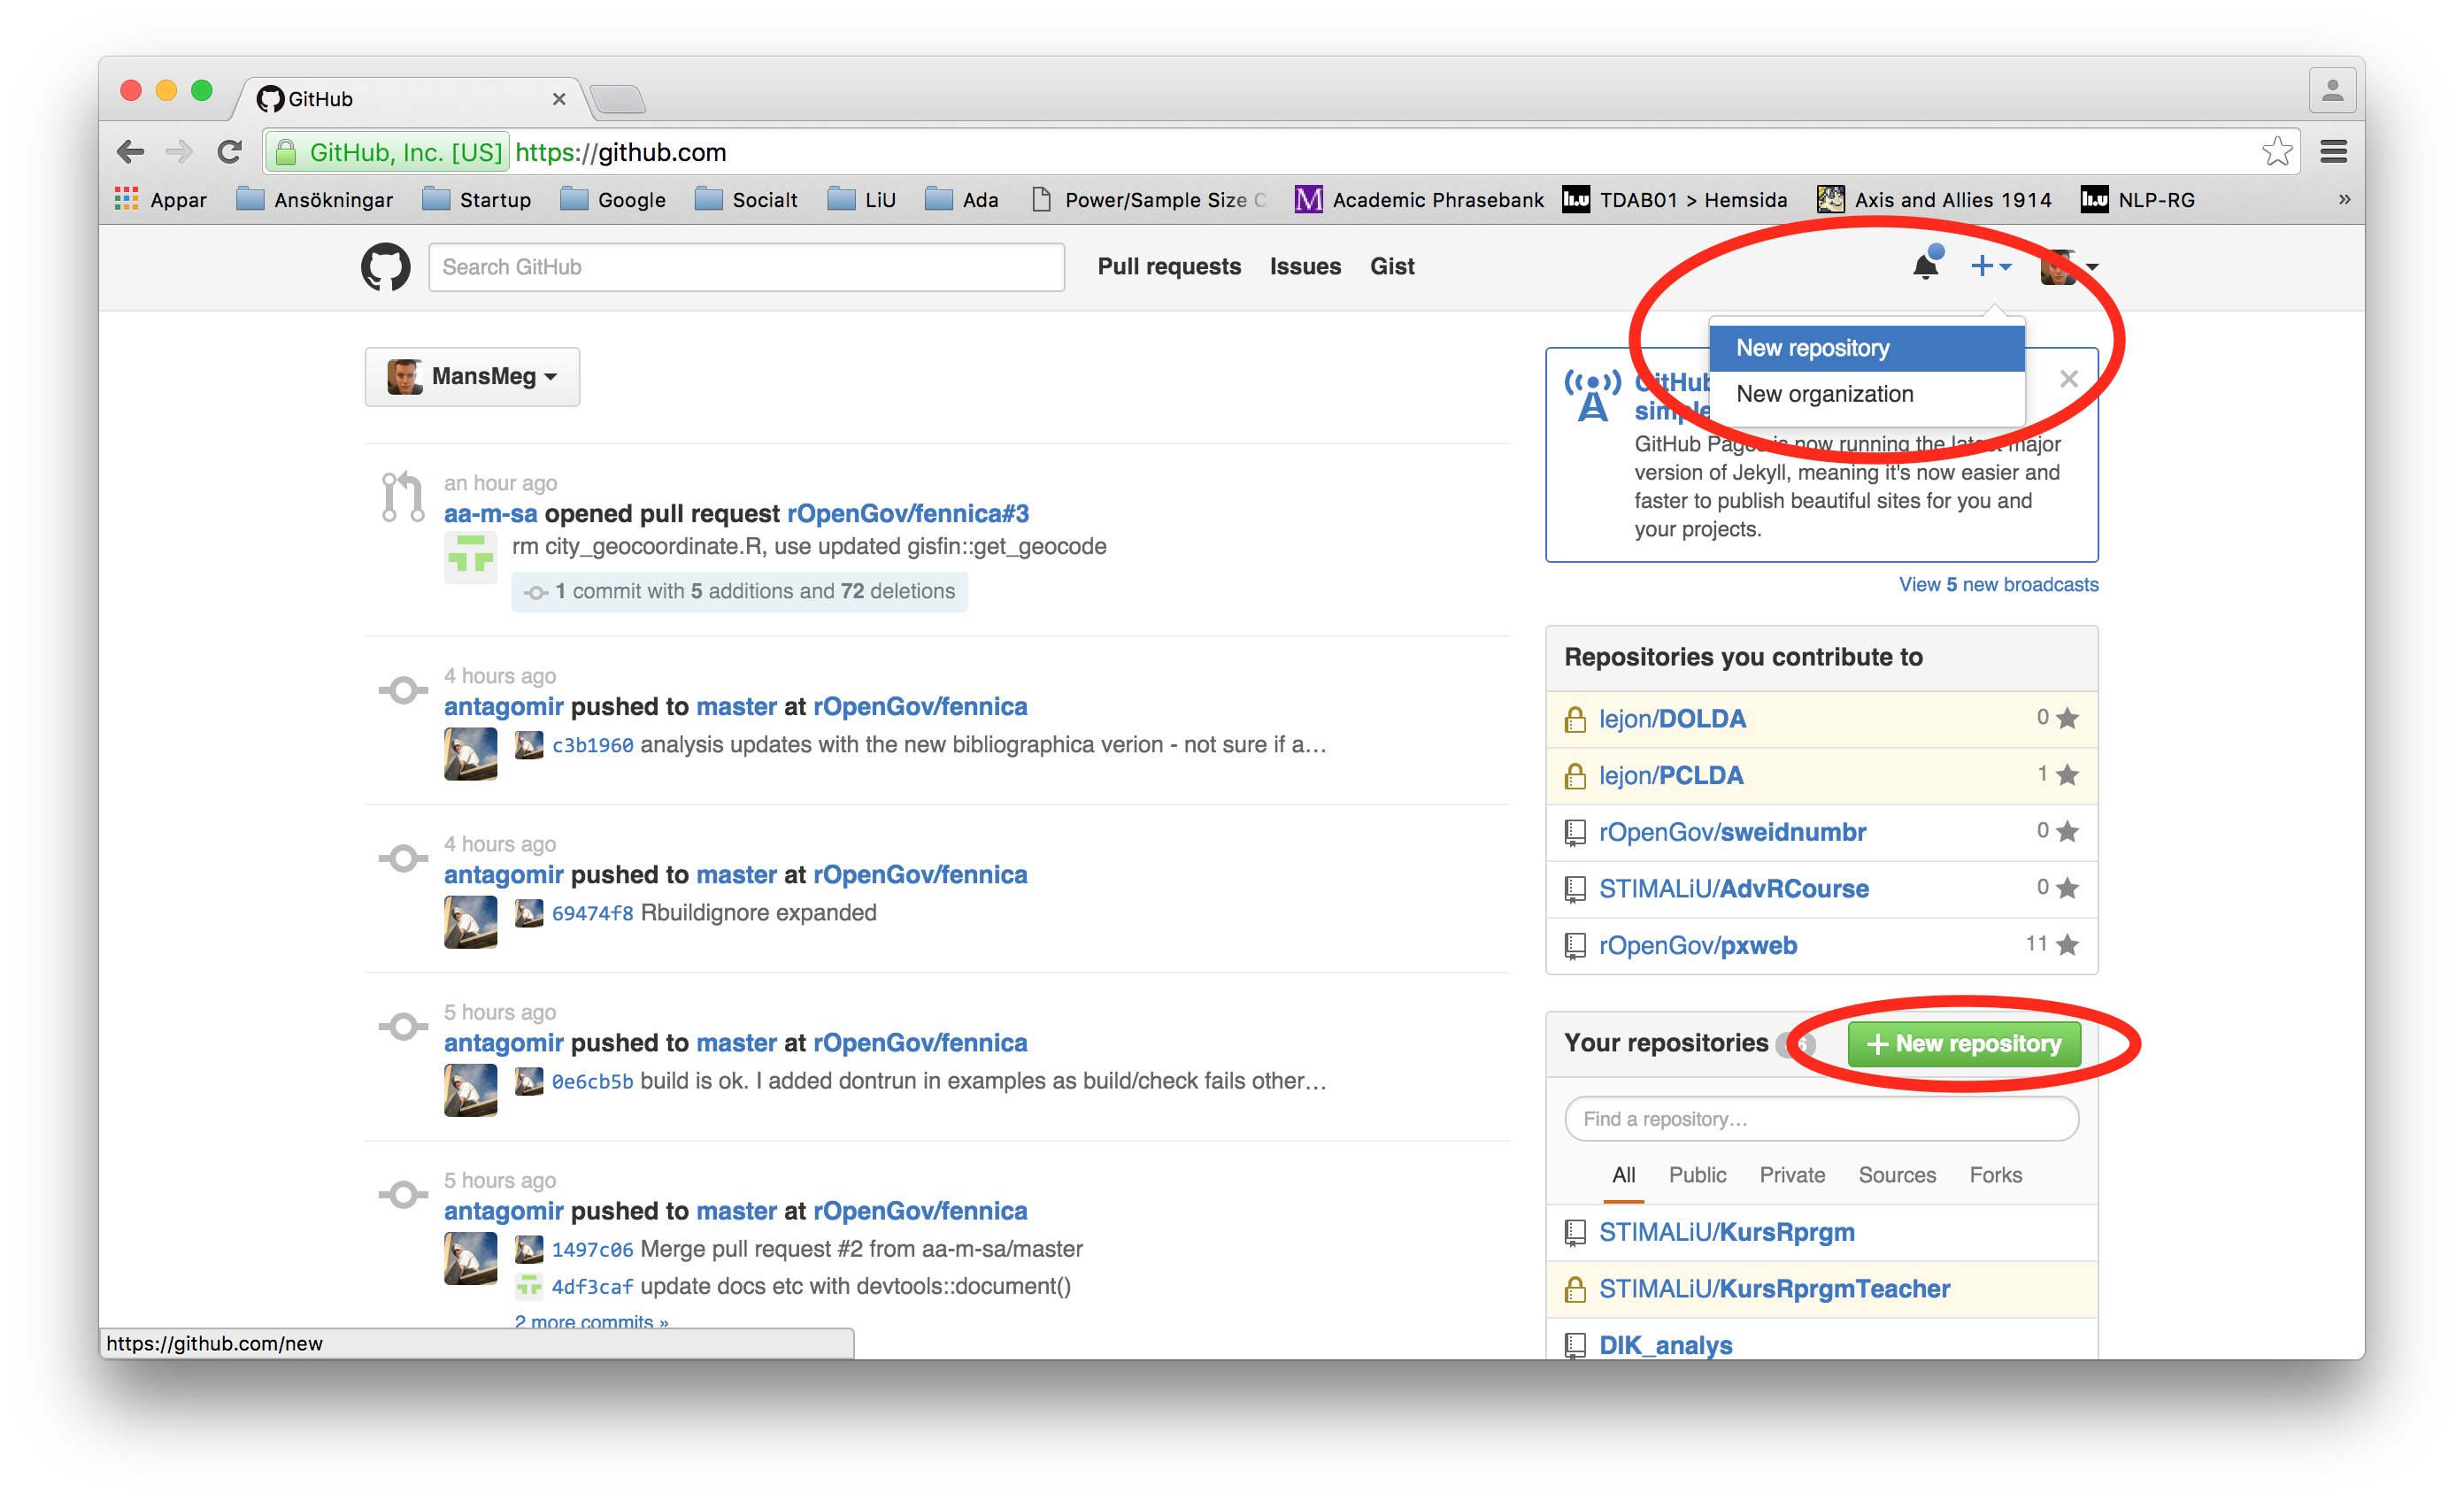 GitHub
GitHub, Inc. [US] https://github.com
Appar Ansökningar Startup Google Socialt LiU Ada Power/Sample Size C Academic Phrasebank TDAB01 > Hemsida Axis and Allies 1914 NLP-RG »
Search GitHub Pull requests Issues Gist
New repository
New organization
MansMeg
GitHub
simple
GitHub Pages is now running the latest major
version of Jekyll, meaning it's now easier and
faster to publish beautiful sites for you and
your projects.
View 5 new broadcasts
an hour ago
aa-m-sa opened pull request rOpenGov/fennica#3
rm city_geocoordinate.R, use updated gisfin::get_geocode
1 commit with 5 additions and 72 deletions
4 hours ago
antagomir pushed to master at rOpenGov/fennica
c3b1960 analysis updates with the new bibliographica verion - not sure if a…
4 hours ago
antagomir pushed to master at rOpenGov/fennica
69474f8 Rbuildignore expanded
5 hours ago
antagomir pushed to master at rOpenGov/fennica
0e6cb5b build is ok. I added dontrun in examples as build/check fails other…
5 hours ago
antagomir pushed to master at rOpenGov/fennica
1497c06 Merge pull request #2 from aa-m-sa/master
4df3caf update docs etc with devtools::document()
2 more commits »
Repositories you contribute to
lejon/DOLDA 0
lejon/PCLDA 1
rOpenGov/sweidnumbr 0
STIMALiU/AdvRCourse 0
rOpenGov/pxweb 11
Your repositories New repository
Find a repository…
All Public Private Sources Forks
STIMALiU/KursRprgm
STIMALiU/KursRprgmTeacher
DIK_analys
https://github.com/new